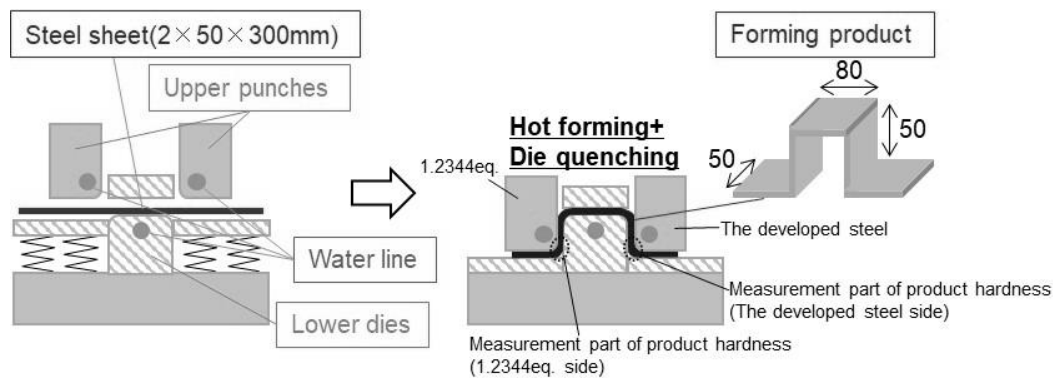 Steel sheet(2×50×300mm)
Upper punches
Water line
Lower dies
Hot forming+
Die quenching
1.2344eq.
Forming product
80
50
50
The developed steel
Measurement part of product hardness
(The developed steel side)
Measurement part of product hardness
(1.2344eq. side)